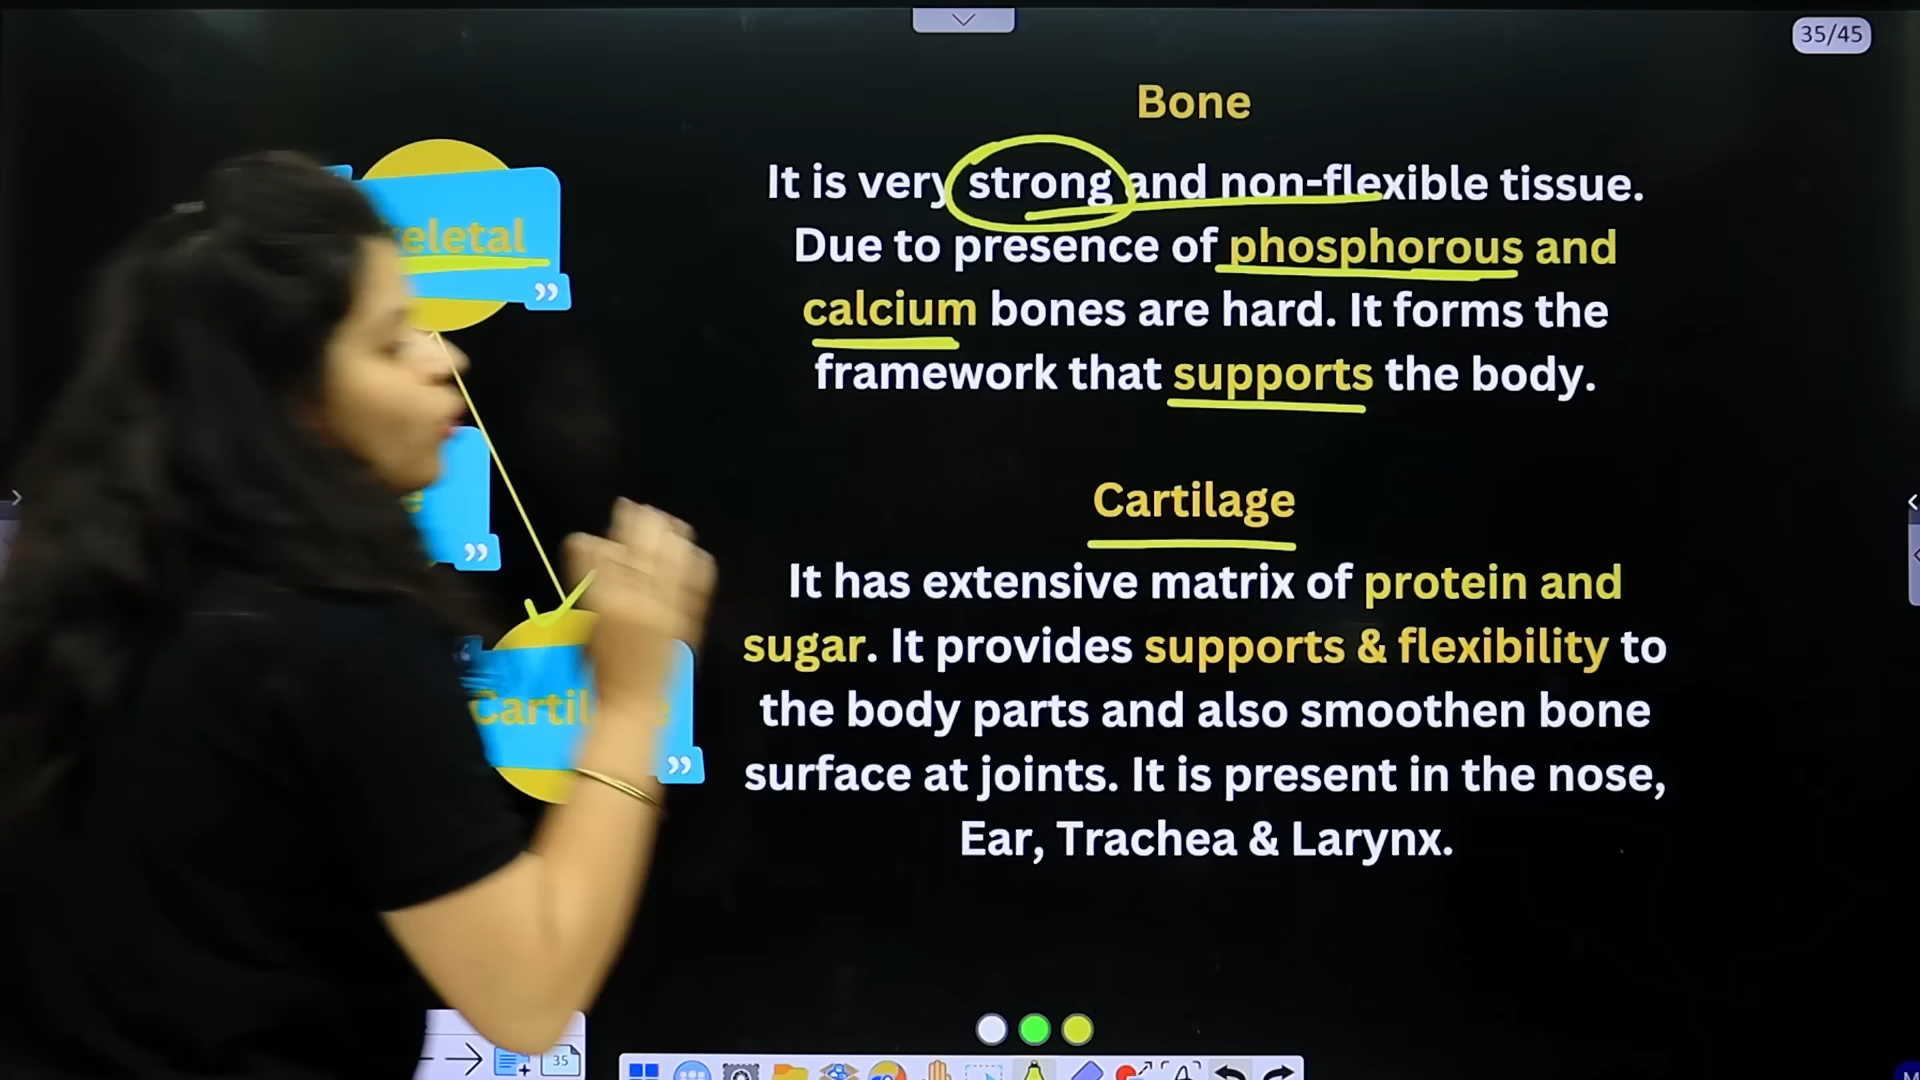 35/45
Bone
It is very strong and non-flexible tissue.
Due to presence of phosphorous and
calcium bones are hard. It forms the
framework that supports the body.
Cartilage
It has extensive matrix of protein and
sugar. It provides supports & flexibility to
the body parts and also smoothen bone
surface at joints. It is present in the nose,
Ear, Trachea & Larynx.
35